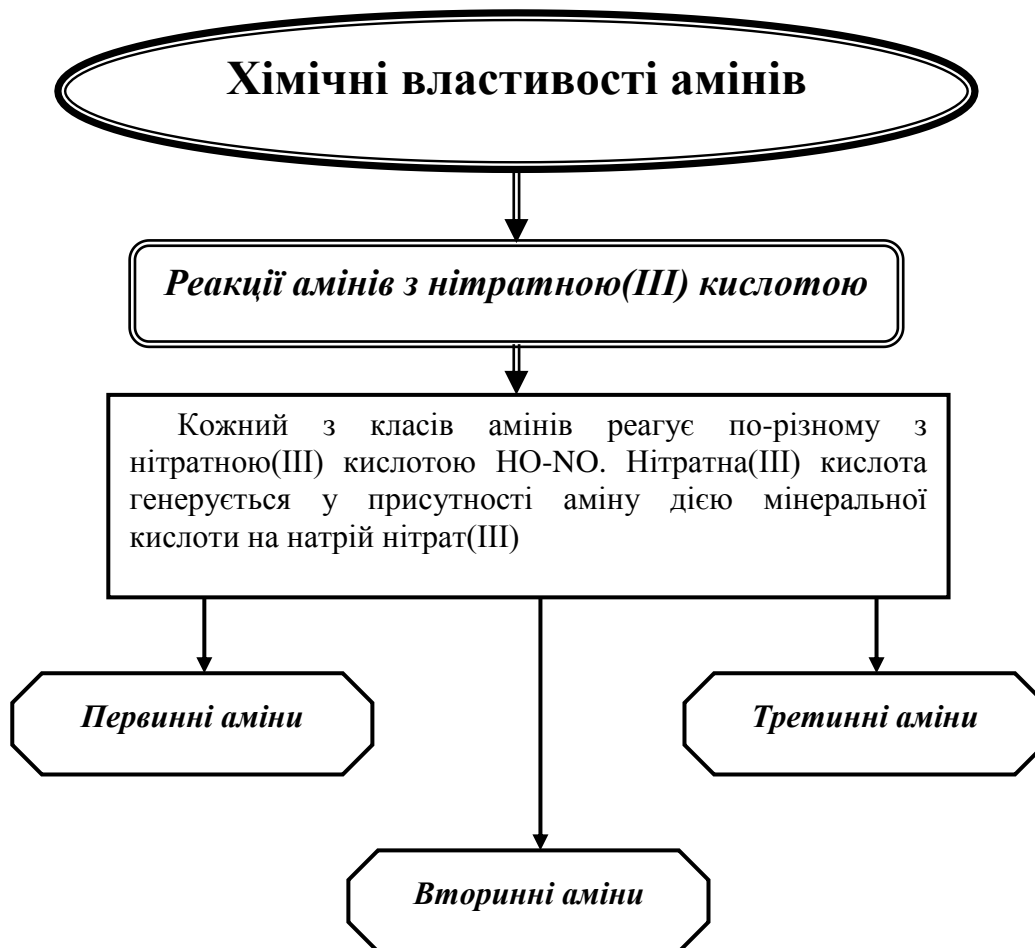 Хімічні властивості амінів
Реакції амінів з нітратною(III) кислотою
Кожний з класів амінів реагує по-різному з
нітратною(III) кислотою HO-NO. Нітратна(III) кислота
генерується у присутності аміну дією мінеральної
кислоти на натрій нітрат(III)
Первинні аміни
Третинні аміни
Вторинні аміни